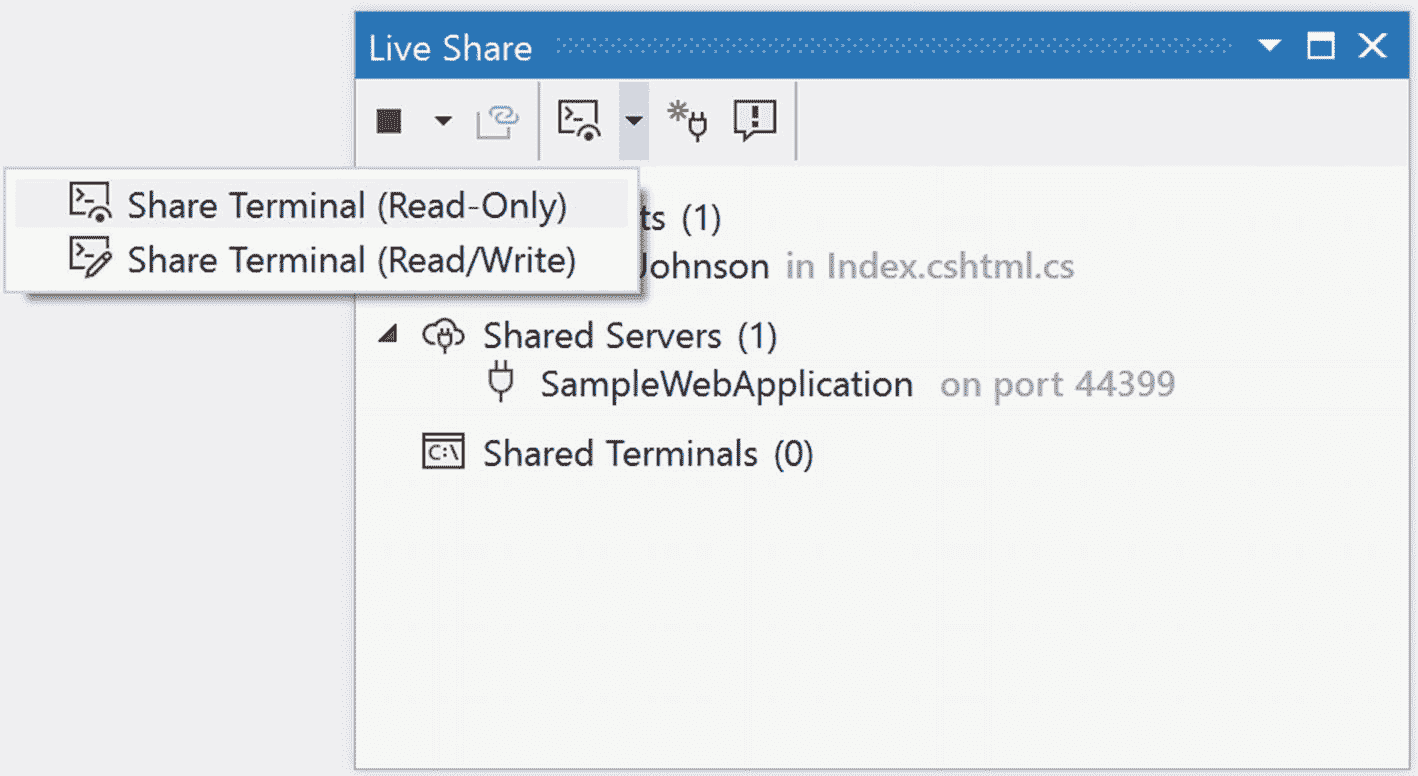 Live Share
Share Terminal (Read-Only)
Share Terminal (Read/Write)
ts (1)
Johnson in Index.cshtml.cs
Shared Servers (1)
SampleWebApplication on port 44399
C:\ Shared Terminals (0)